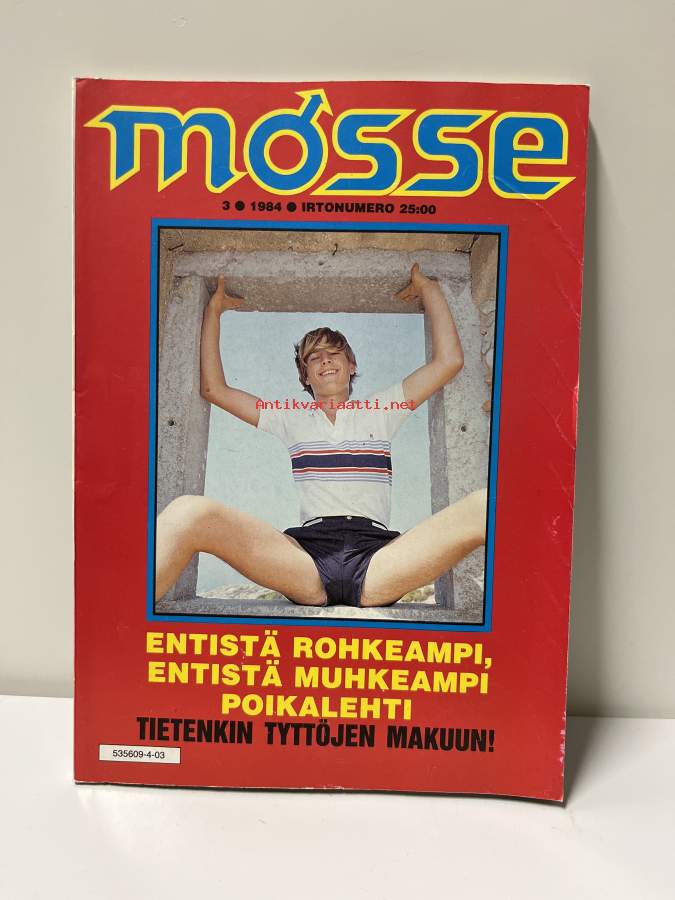 mosse
3 ● 1984 ● IRTONUMERO 25:00
Antikvariaatti.net
ENTISTÄ ROHKEAMPI,
ENTISTÄ MUHKEAMPI
POIKALEHTI
TIETENKIN TYTTÖJEN MAKUUN!
535609-4-03